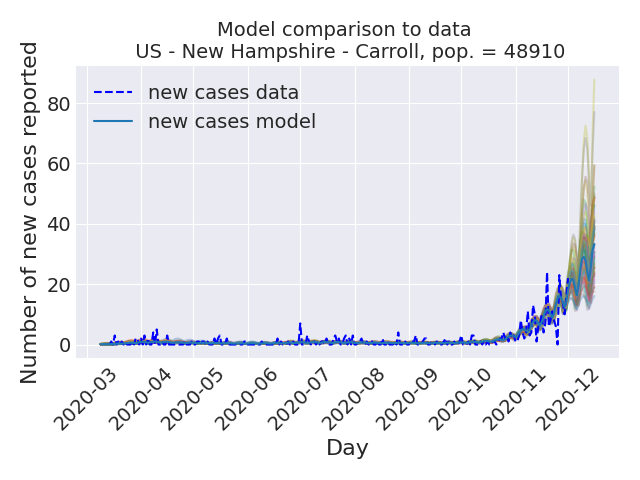 Model comparison to data
US - New Hampshire - Carroll, pop. = 48910
Number of new cases reported
new cases data
new cases model
80
60
40
20
0
2020-03
2020-04
2020-05
2020-06
2020-07
2020-08
2020-09
2020-10
2020-11
2020-12
Day